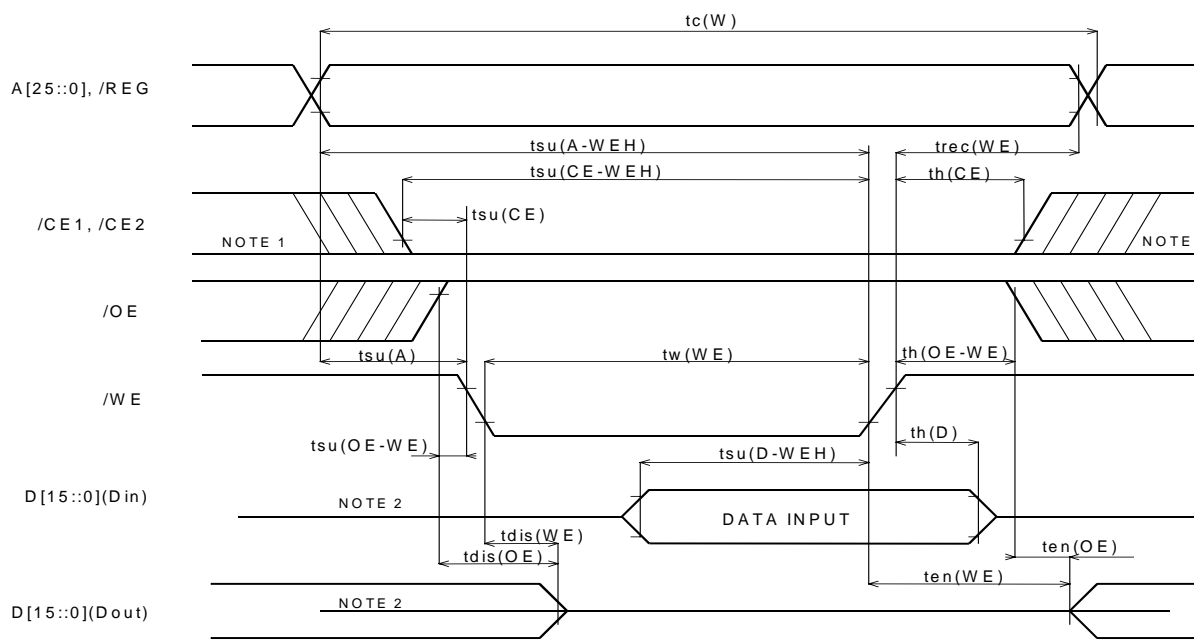 tc(W)
A[25::0], /REG
tsu(A-WEH)
trec(WE)
tsu(CE-WEH)
th(CE)
tsu(CE)
/CE1, /CE2
NOTE 1
NOTE
/OE
tsu(A)
tw(WE)
th(OE-WE)
/WE
tsu(OE-WE)
th(D)
tsu(D-WEH)
D[15::0](Din)
NOTE 2
DATA INPUT
tdis(WE)
tdis(OE)
ten(OE)
ten(WE)
D[15::0](Dout)
NOTE 2